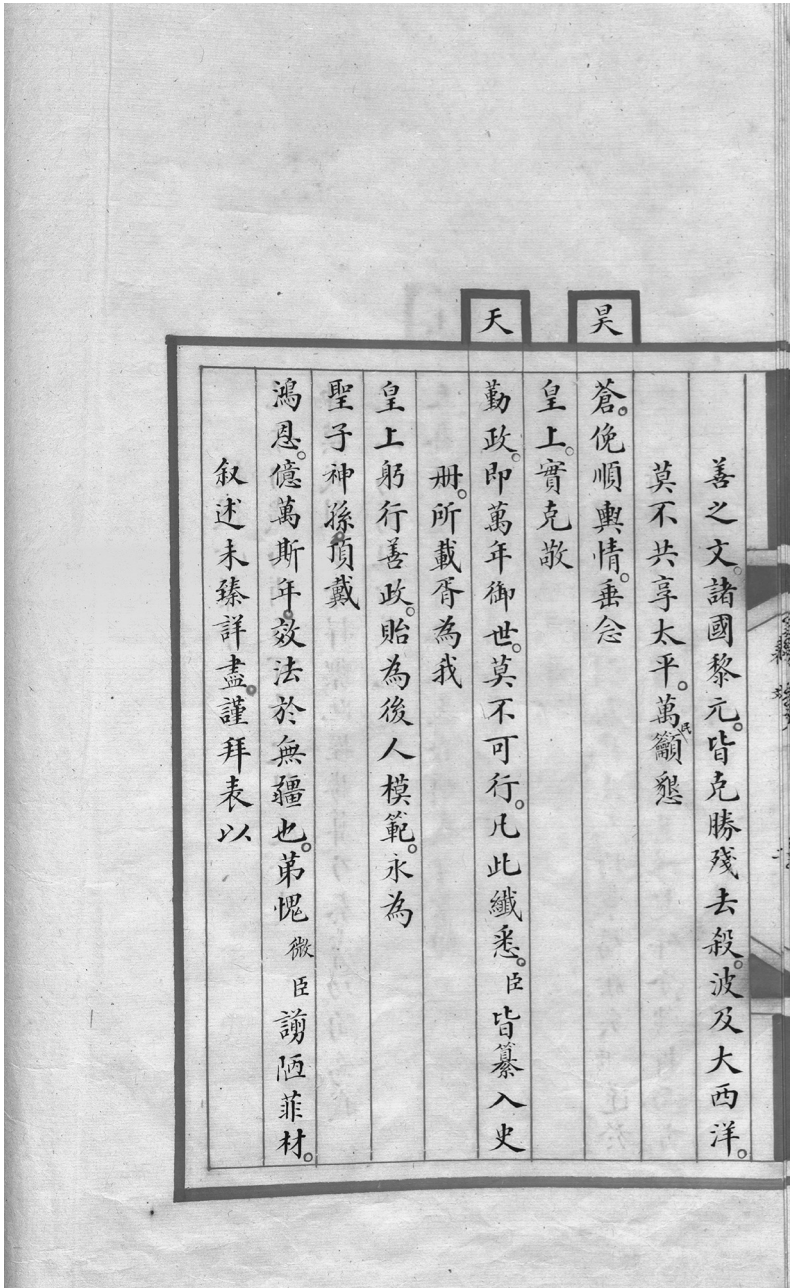 善之文。諸國黎元。皆克勝殘去殺。波及大西洋。
莫不共享太平。萬民籲懇
昊
蒼。俛順輿情。垂念
皇上。實克敬
天
勤政。即萬年御世。莫不可行。凡此纖悉。臣皆纂入史
册。所載胥為我
皇上躬行善政。貽為後人模範。永為
聖子神孫。頂戴
鴻恩。億萬斯年。效法於無疆也。弟愧微臣謭陋菲材。
叙述未臻詳盡。謹拜表以